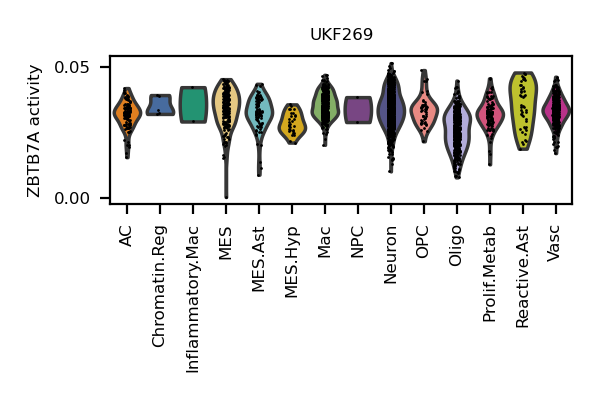 UKF269
ZBTB7A activity
0.05
0.00
AC
Chromatin.Reg
Inflammatory.Mac
MES
MES.Ast
MES.Hyp
Mac
NPC
Neuron
OPC
Oligo
Prolif.Metab
Reactive.Ast
Vasc